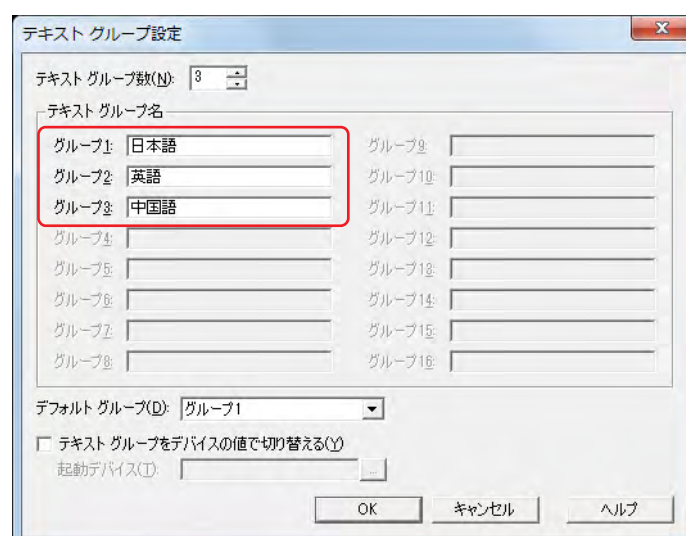 テキスト グループ設定
テキスト グループ数(N): 3
テキスト グループ名
グループ1: 日本語
グループ2: 英語
グループ3: 中国語
グループ4:
グループ5:
グループ6:
グループ7:
グループ8:
グループ9:
グループ10:
グループ11:
グループ12:
グループ13:
グループ14:
グループ15:
グループ16:
デフォルト グループ(D): グループ1
テキスト グループをデバイスの値で切り替える(Y)
起動デバイス(T): ...
OK キャンセル ヘルプ